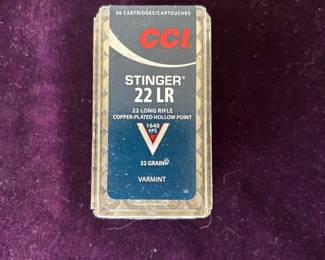 50 CARTRIDGES/CARTOUCHES
CCI
STINGER®
22 LR
22 LONG RIFLE
COPPER-PLATED HOLLOW POINT
1640
FPS
32 GRAIN
VARMINT
50